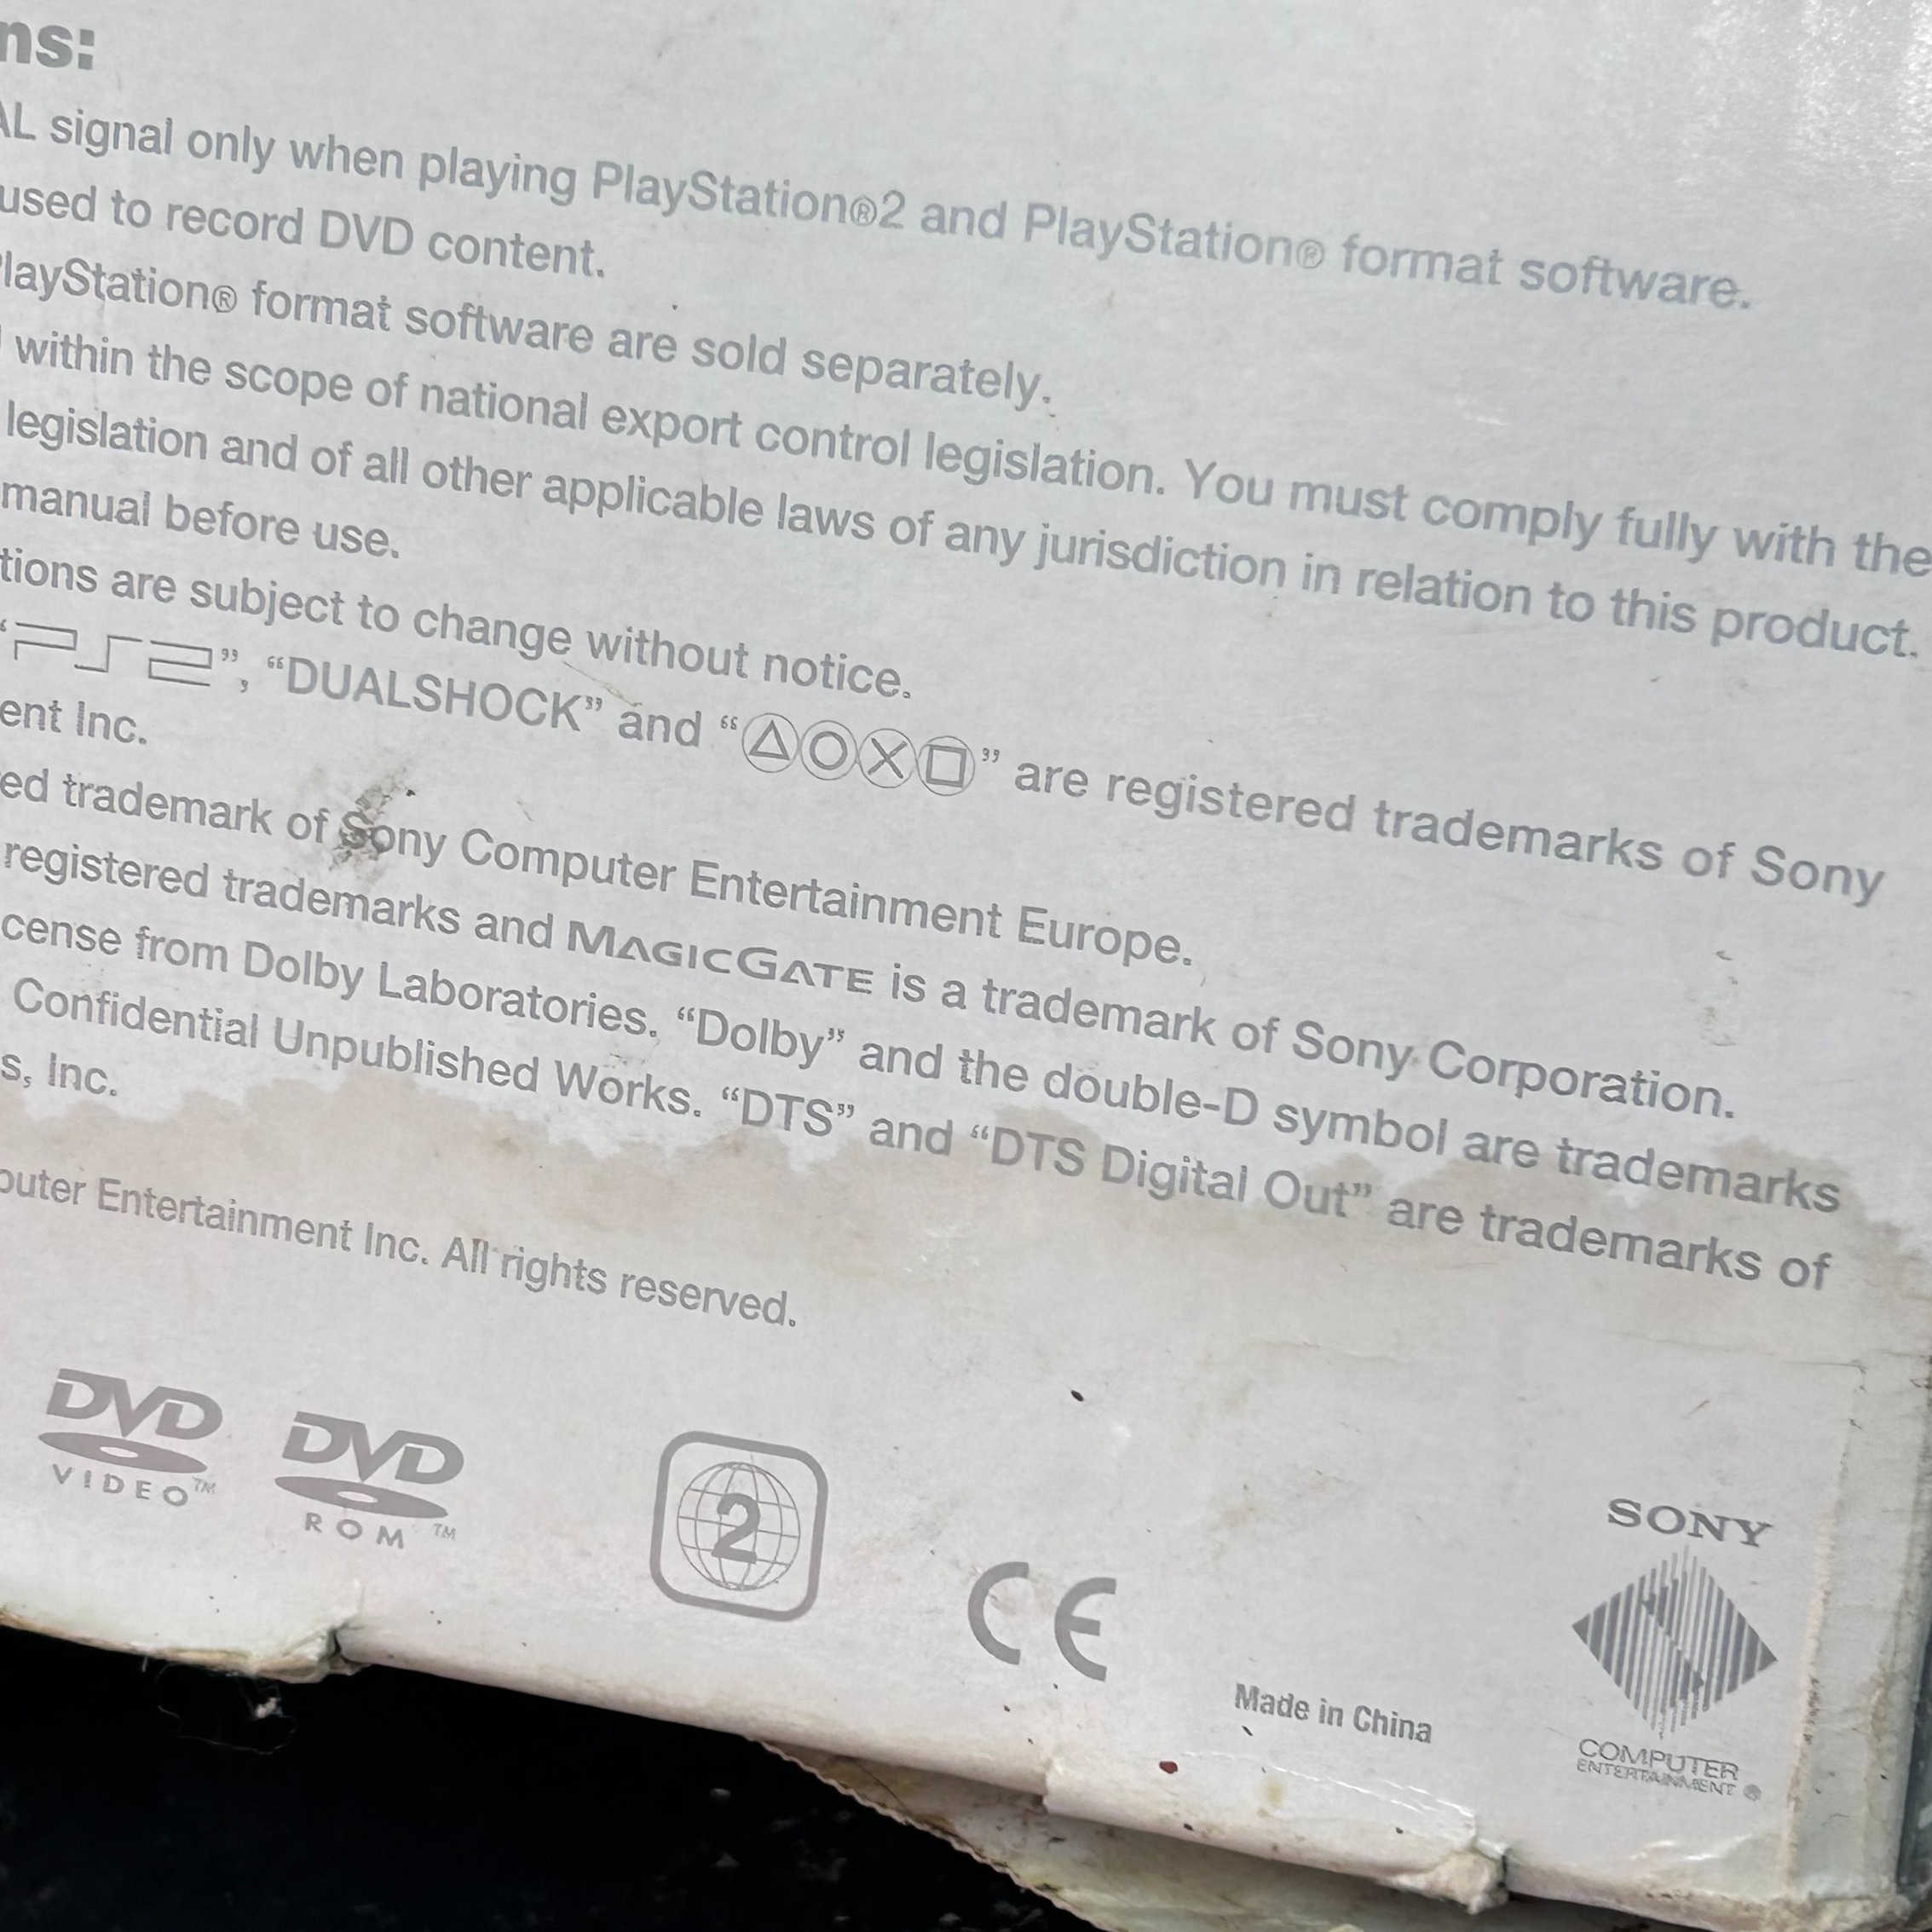 ns:
AL signal only when playing PlayStation®2 and PlayStation® format software.
used to record DVD content.
PlayStation® format software are sold separately.
within the scope of national export control legislation. You must comply fully with the
legislation and of all other applicable laws of any jurisdiction in relation to this product.
manual before use.
tions are subject to change without notice.
“PS2”, “DUALSHOCK” and “△○✕□” are registered trademarks of Sony
ent Inc.
ed trademark of Sony Computer Entertainment Europe.
registered trademarks and MAGICGATE is a trademark of Sony Corporation.
cense from Dolby Laboratories. “Dolby” and the double-D symbol are trademarks
Confidential Unpublished Works. “DTS” and “DTS Digital Out” are trademarks of
s, Inc.
puter Entertainment Inc. All rights reserved.
DVD
VIDEO™
DVD
ROM ™
2
CE
Made in China
SONY
COMPUTER
ENTERTAINMENT ®